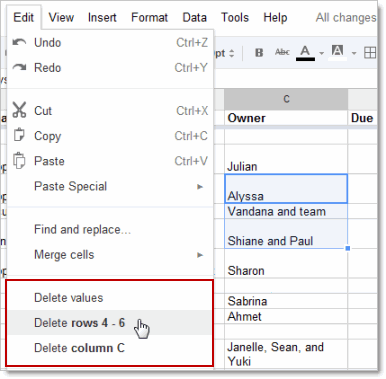 Edit View Insert Format Data Tools Help All changes
Undo Ctrl+Z
Redo Ctrl+Y
Cut Ctrl+X
Copy Ctrl+C
Paste Ctrl+V
Paste Special
Find and replace...
Merge cells
Delete values
Delete rows 4 - 6
Delete column C
B Abc A A
C
Owner Due
Julian
Alyssa
Vandana and team
Shiane and Paul
Sharon
Sabrina
Ahmet
Janelle, Sean, and
Yuki